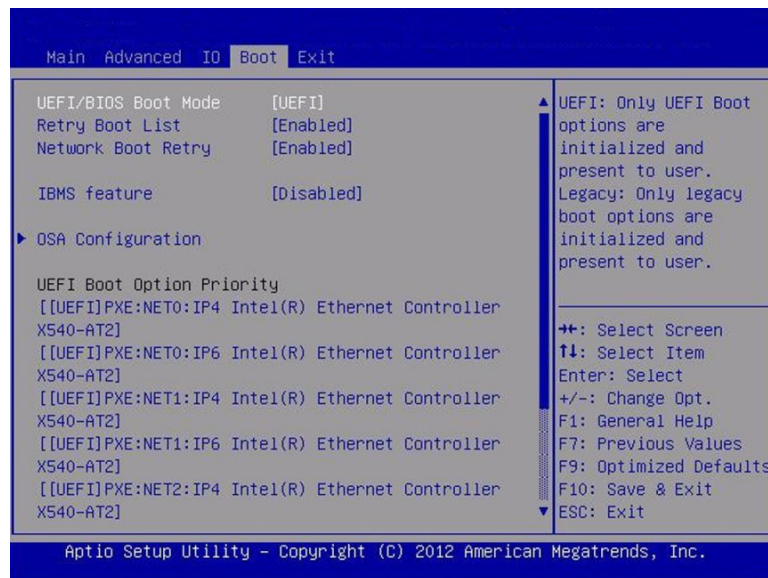 Main Advanced IO Boot Exit
UEFI/BIOS Boot Mode [UEFI]
Retry Boot List [Enabled]
Network Boot Retry [Enabled]
IBMS feature [Disabled]
OSA Configuration
UEFI Boot Option Priority
[[UEFI]PXE:NET0:IP4 Intel(R) Ethernet Controller
X540-AT2]
[[UEFI]PXE:NET0:IP6 Intel(R) Ethernet Controller
X540-AT2]
[[UEFI]PXE:NET1:IP4 Intel(R) Ethernet Controller
X540-AT2]
[[UEFI]PXE:NET1:IP6 Intel(R) Ethernet Controller
X540-AT2]
[[UEFI]PXE:NET2:IP4 Intel(R) Ethernet Controller
X540-AT2]
UEFI: Only UEFI Boot
options are
initialized and
present to user.
Legacy: Only legacy
boot options are
initialized and
present to user.
→←: Select Screen
↑↓: Select Item
Enter: Select
+/-: Change Opt.
F1: General Help
F7: Previous Values
F9: Optimized Defaults
F10: Save & Exit
ESC: Exit
Aptio Setup Utility - Copyright (C) 2012 American Megatrends, Inc.